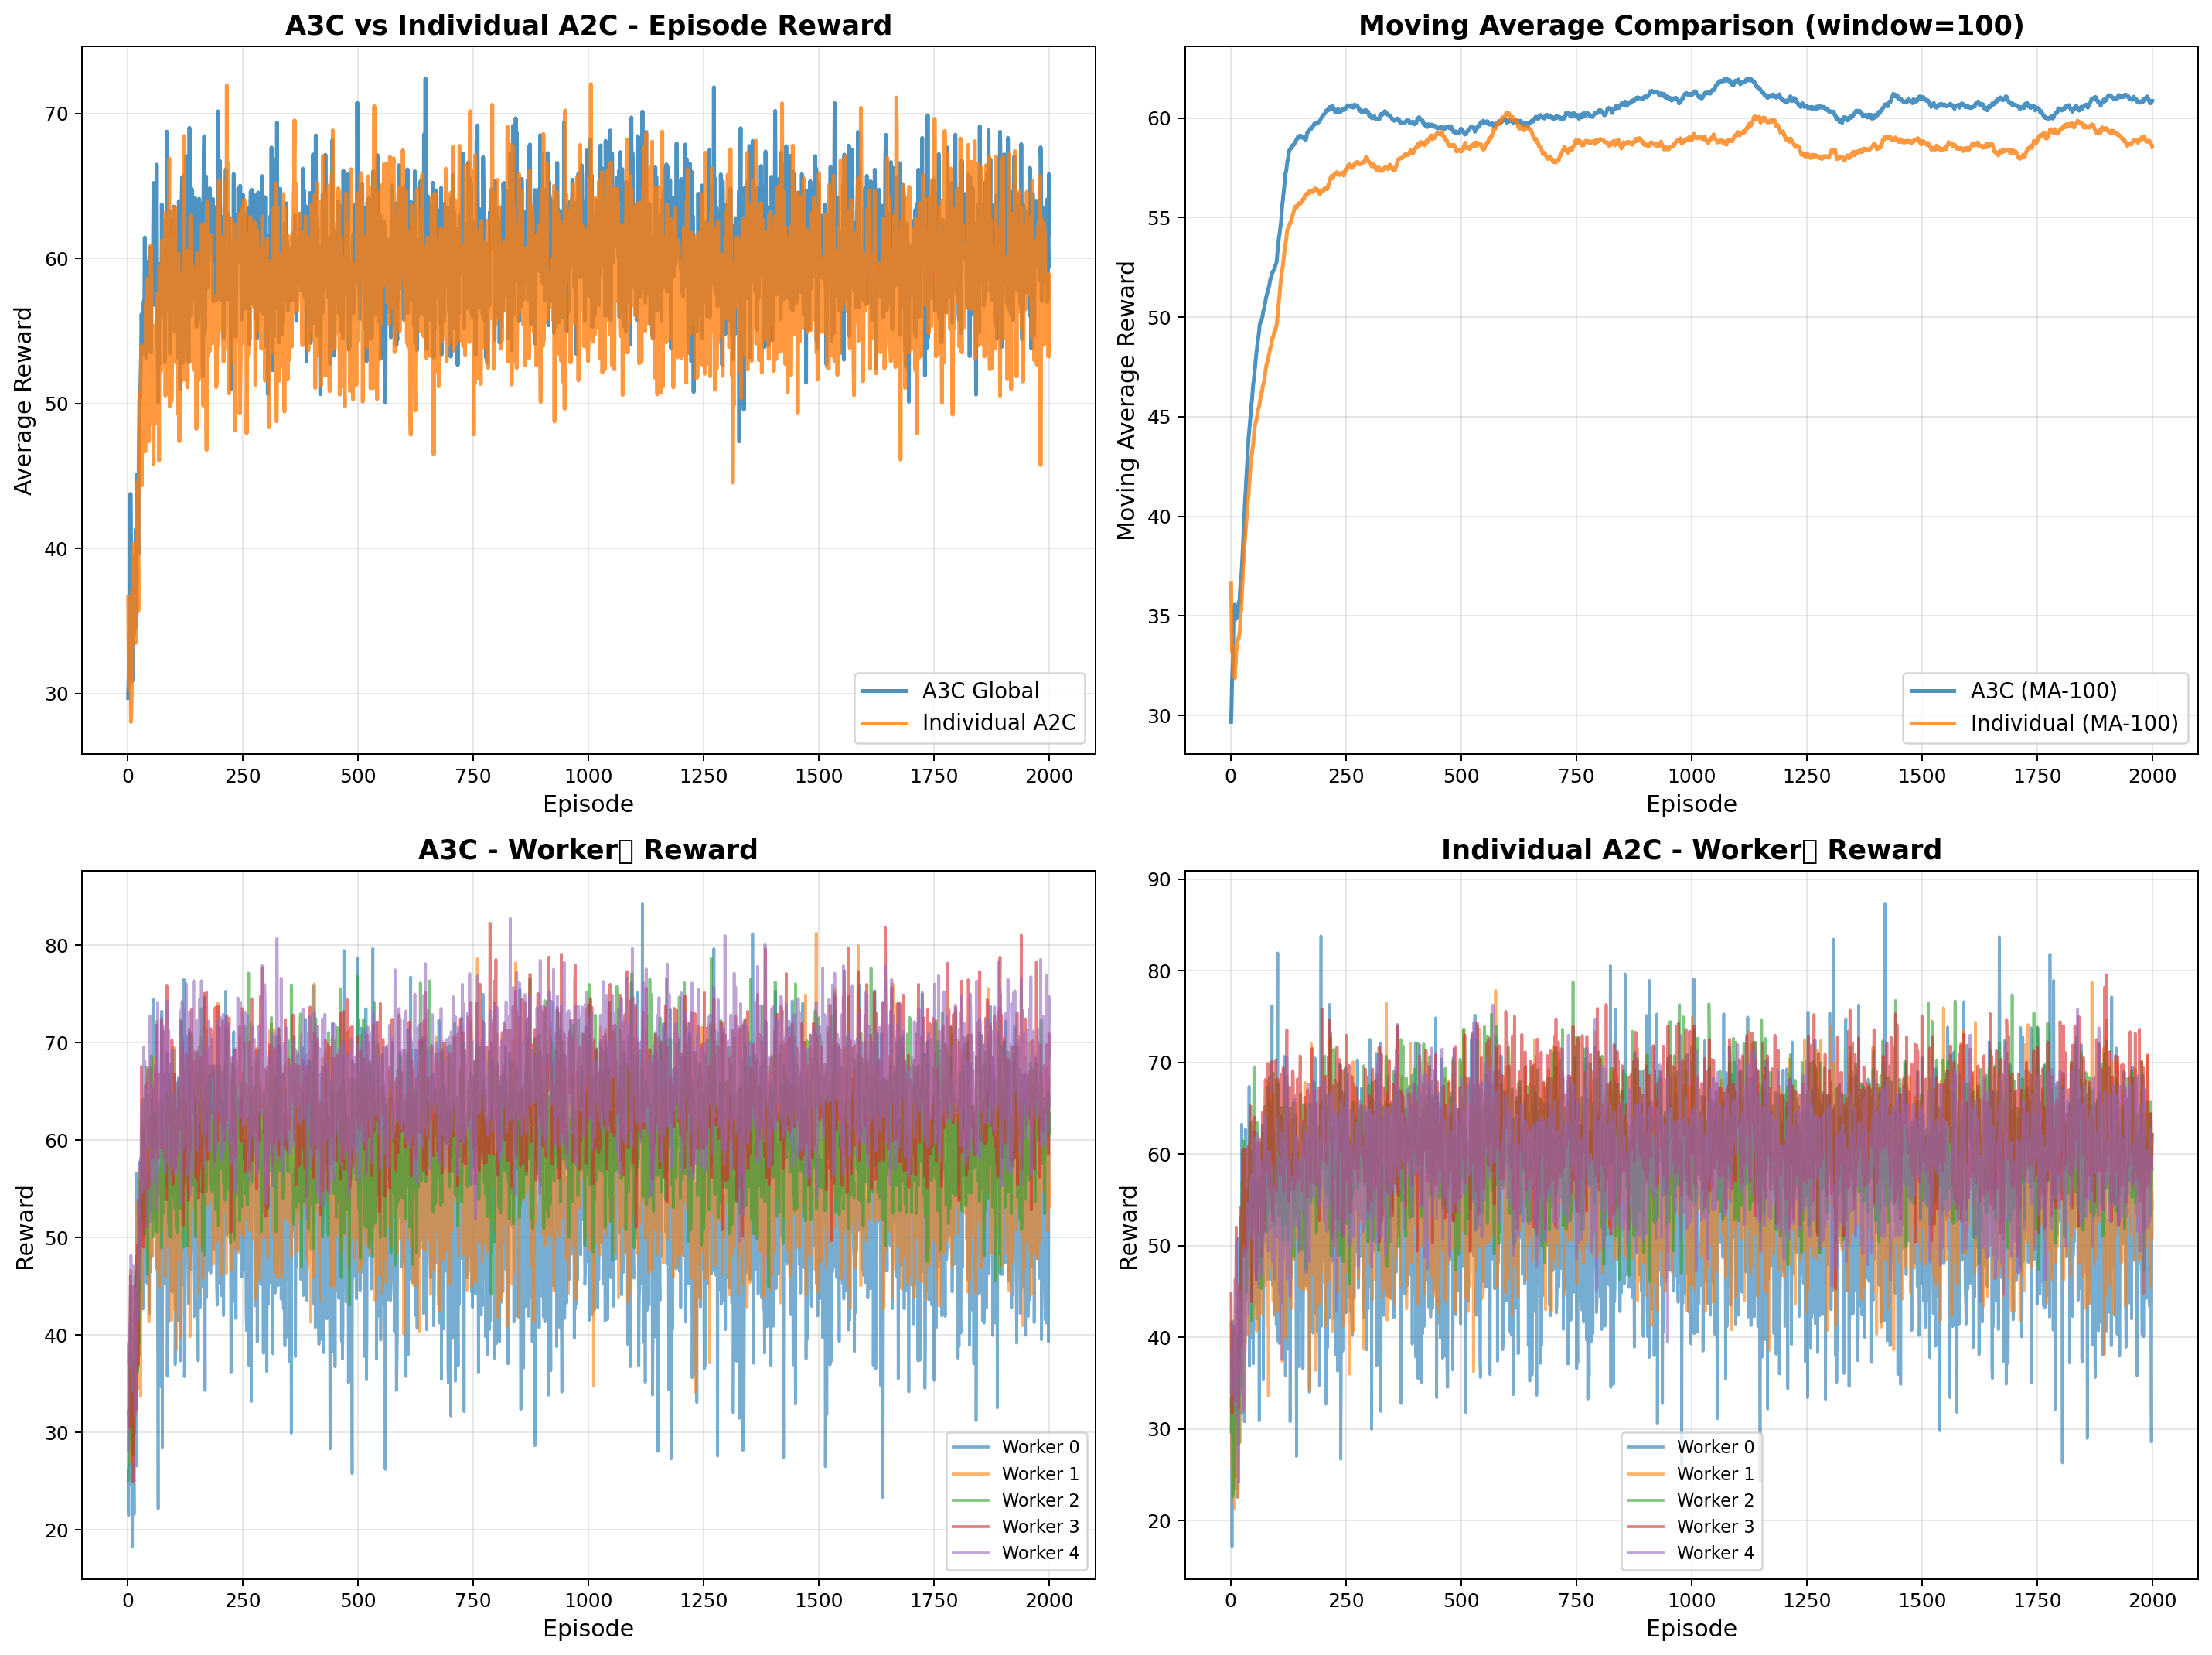 A3C vs Individual A2C - Episode Reward
Average Reward
70
60
50
40
30
0 250 500 750 1000 1250 1500 1750 2000
Episode
A3C Global
Individual A2C
Moving Average Comparison (window=100)
Moving Average Reward
60
55
50
45
40
35
30
0 250 500 750 1000 1250 1500 1750 2000
Episode
A3C (MA-100)
Individual (MA-100)
A3C - Worker▯ Reward
Reward
80
70
60
50
40
30
20
0 250 500 750 1000 1250 1500 1750 2000
Episode
Worker 0
Worker 1
Worker 2
Worker 3
Worker 4
Individual A2C - Worker▯ Reward
Reward
90
80
70
60
50
40
30
20
0 250 500 750 1000 1250 1500 1750 2000
Episode
Worker 0
Worker 1
Worker 2
Worker 3
Worker 4